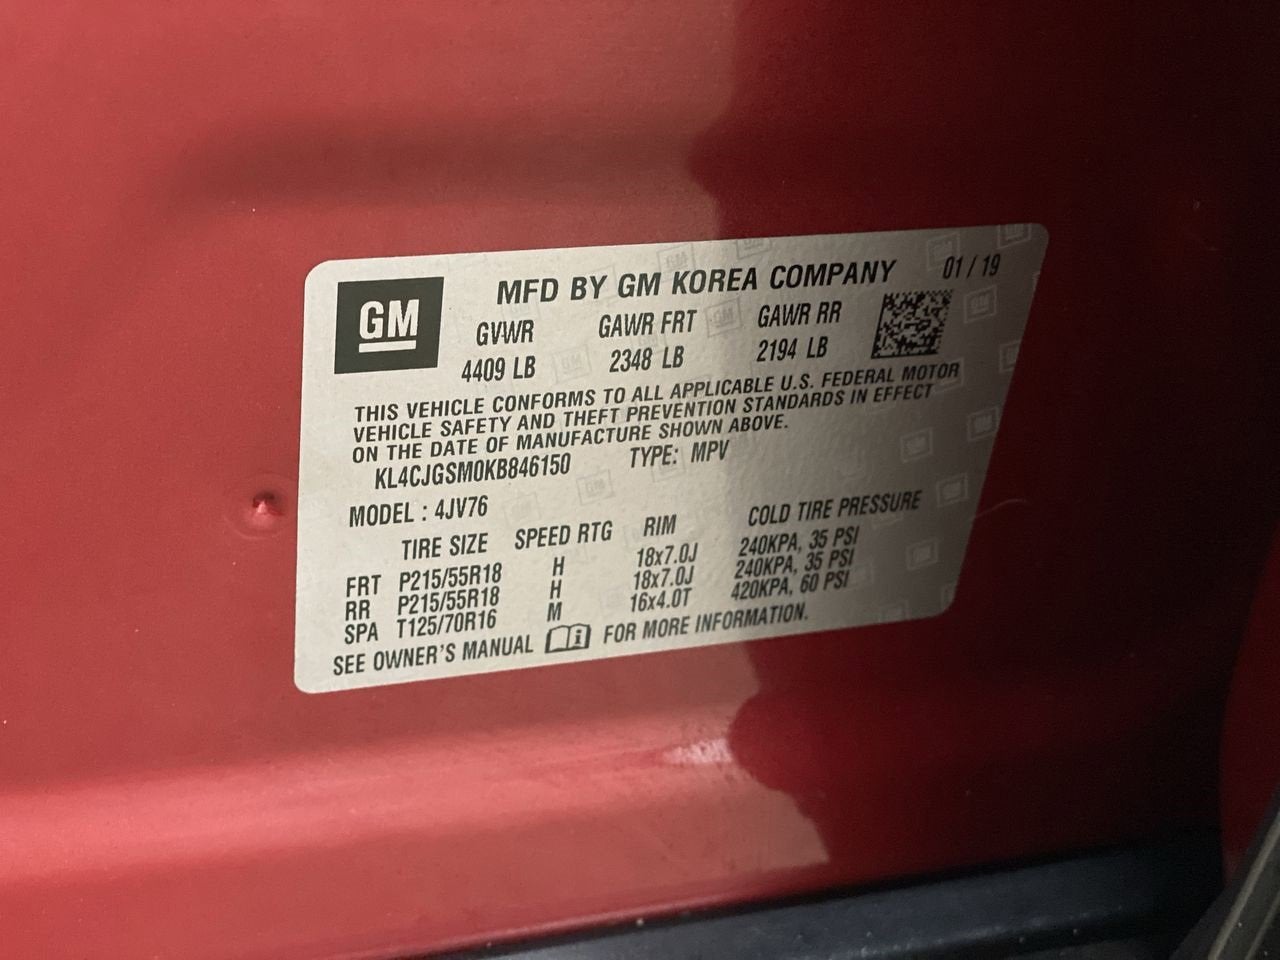 GM
MFD BY GM KOREA COMPANY 01 / 19
GVWR GAWR FRT GAWR RR
4409 LB 2348 LB 2194 LB
THIS VEHICLE CONFORMS TO ALL APPLICABLE U.S. FEDERAL MOTOR
VEHICLE SAFETY AND THEFT PREVENTION STANDARDS IN EFFECT
ON THE DATE OF MANUFACTURE SHOWN ABOVE.
KL4CJGSM0KB846150 TYPE: MPV
MODEL : 4JV76
TIRE SIZE SPEED RTG RIM COLD TIRE PRESSURE
FRT P215/55R18 H 18x7.0J 240KPA, 35 PSI
RR P215/55R18 H 18x7.0J 240KPA, 35 PSI
SPA T125/70R16 M 16x4.0T 420KPA, 60 PSI
SEE OWNER'S MANUAL i FOR MORE INFORMATION.